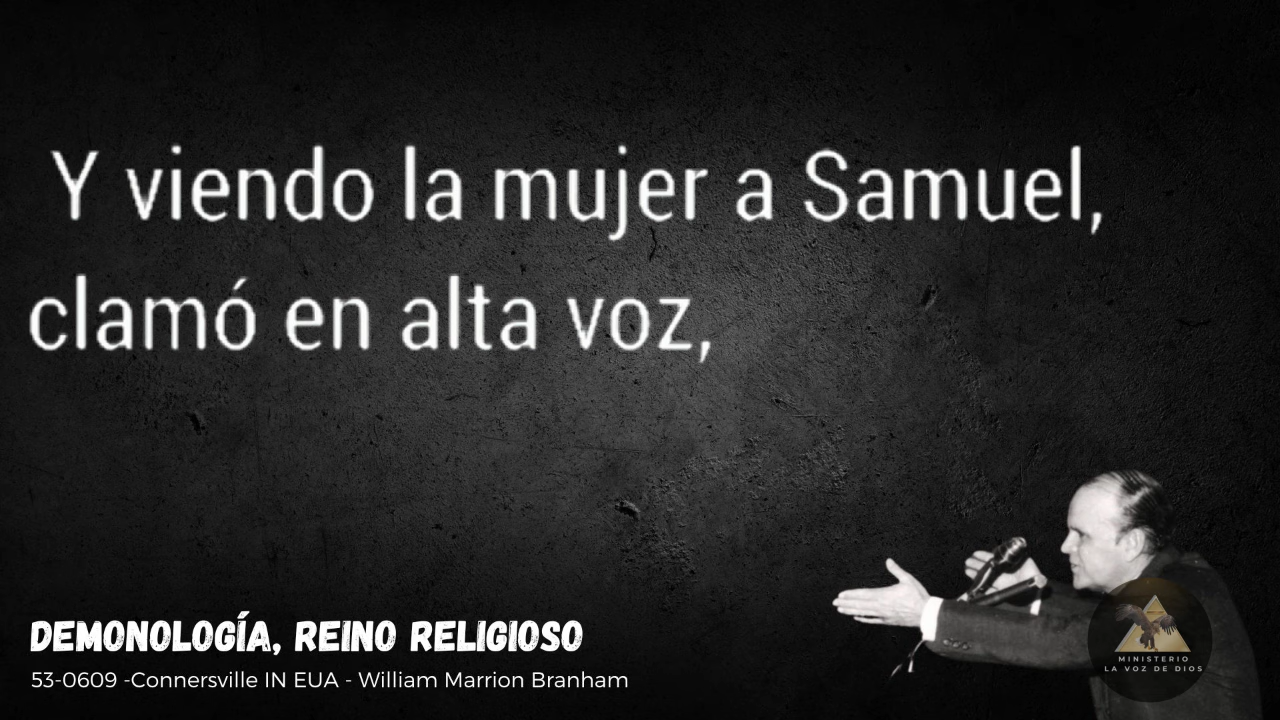 Y viendo la mujer a Samuel,
clamó en alta voz,
DEMONOLOGÍA, REINO RELIGIOSO
53-0609 -Connersville IN EUA - William Marrion Branham
MINISTERIO
LA VOZ DE DIOS